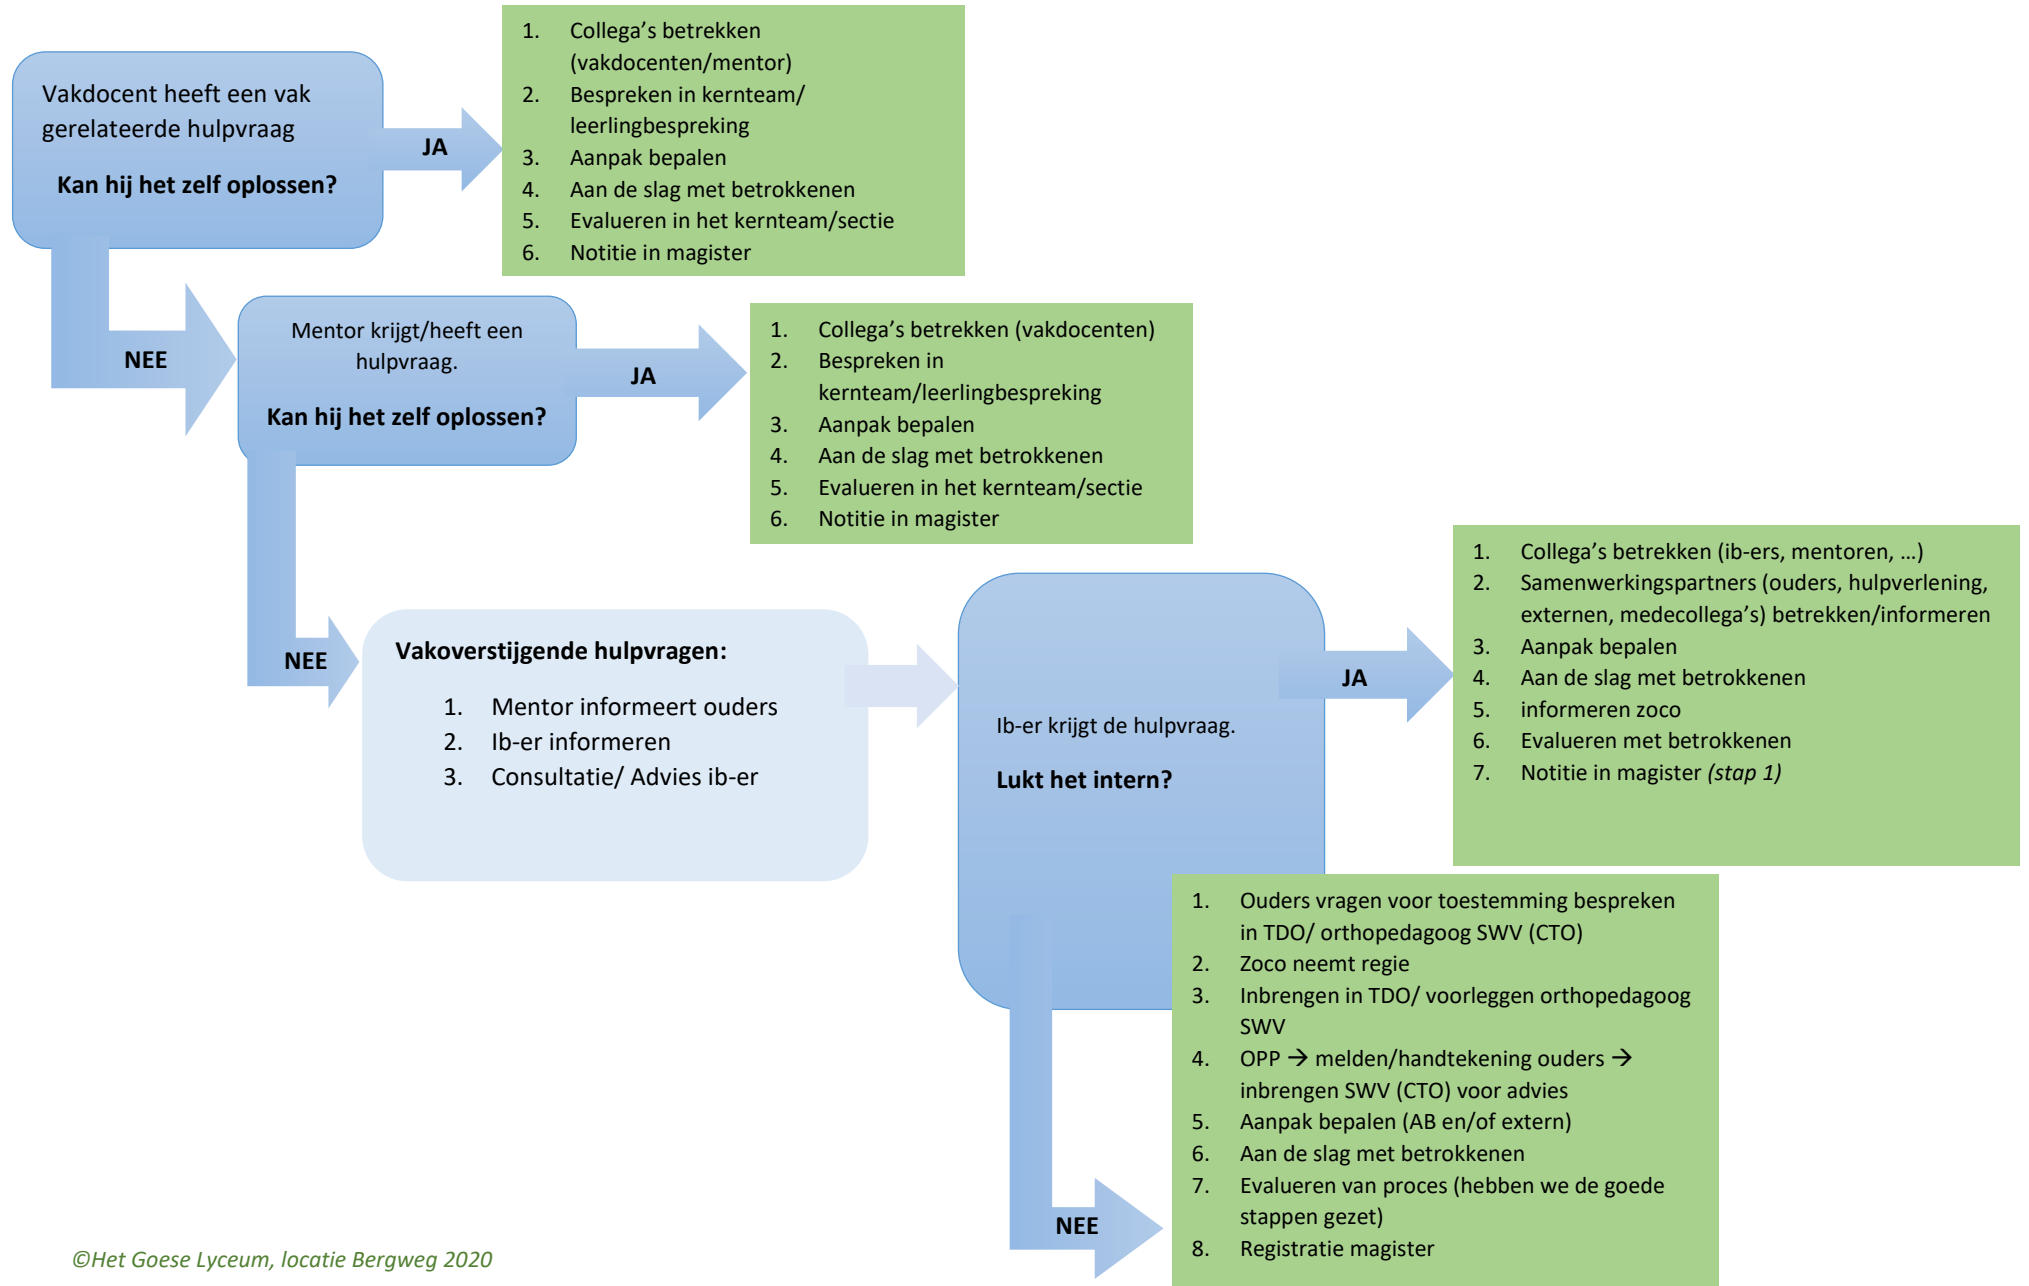 Vakdocent heeft een vak
gerelateerde hulpvraag
Kan hij het zelf oplossen?
JA
1. Collega’s betrekken
(vakdocenten/mentor)
2. Bespreken in kernteam/
leerlingbespreking
3. Aanpak bepalen
4. Aan de slag met betrokkenen
5. Evalueren in het kernteam/sectie
6. Notitie in magister
NEE
Mentor krijgt/heeft een
hulpvraag.
Kan hij het zelf oplossen?
JA
1. Collega’s betrekken (vakdocenten)
2. Bespreken in
kernteam/leerlingbespreking
3. Aanpak bepalen
4. Aan de slag met betrokkenen
5. Evalueren in het kernteam/sectie
6. Notitie in magister
NEE
Vakoverstijgende hulpvragen:
1. Mentor informeert ouders
2. Ib-er informeren
3. Consultatie/ Advies ib-er
Ib-er krijgt de hulpvraag.
Lukt het intern?
JA
1. Collega’s betrekken (ib-ers, mentoren, …)
2. Samenwerkingspartners (ouders, hulpverlening,
externen, medecollega’s) betrekken/informeren
3. Aanpak bepalen
4. Aan de slag met betrokkenen
5. informeren zoco
6. Evalueren met betrokkenen
7. Notitie in magister (stap 1)
NEE
1. Ouders vragen voor toestemming bespreken
in TDO/ orthopedagoog SWV (CTO)
2. Zoco neemt regie
3. Inbrengen in TDO/ voorleggen orthopedagoog
SWV
4. OPP → melden/handtekening ouders →
inbrengen SWV (CTO) voor advies
5. Aanpak bepalen (AB en/of extern)
6. Aan de slag met betrokkenen
7. Evalueren van proces (hebben we de goede
stappen gezet)
8. Registratie magister
©Het Goese Lyceum, locatie Bergweg 2020